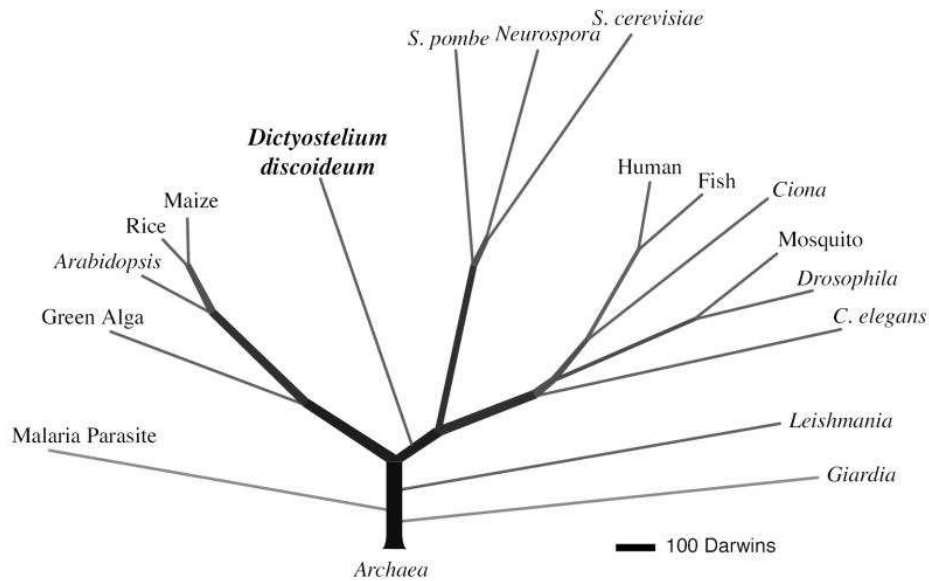 S. cerevisiae
S. pombe
Neurospora
Dictyostelium
discoideum
Human
Fish
Ciona
Maize
Rice
Mosquito
Arabidopsis
Drosophila
Green Alga
C. elegans
Malaria Parasite
Leishmania
Giardia
100 Darwins
Archaea